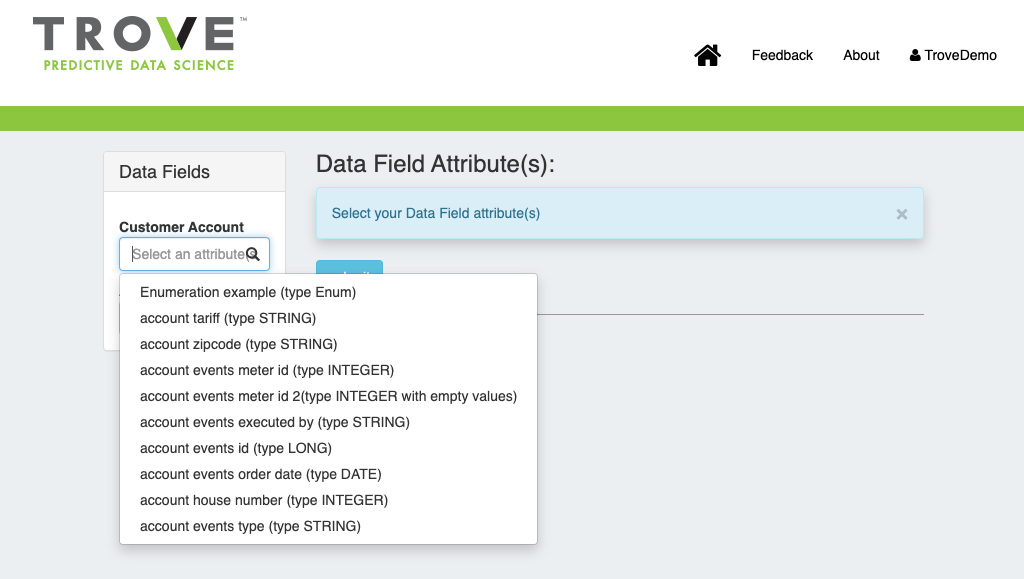 TROVE™
PREDICTIVE DATA SCIENCE
Feedback
About
TroveDemo
Data Fields
Customer Account
Select an attribute(s
Data Field Attribute(s):
Select your Data Field attribute(s)
×
Enumeration example (type Enum)
account tariff (type STRING)
account zipcode (type STRING)
account events meter id (type INTEGER)
account events meter id 2(type INTEGER with empty values)
account events executed by (type STRING)
account events id (type LONG)
account events order date (type DATE)
account house number (type INTEGER)
account events type (type STRING)